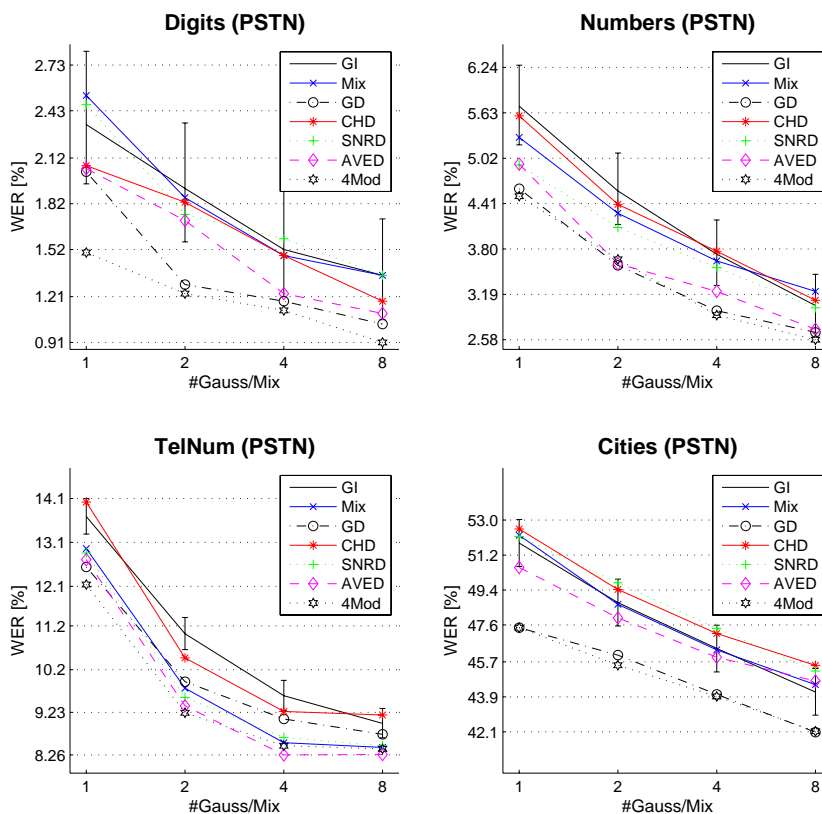 Digits (PSTN)
WER [%]
2.73
2.43
2.12
1.82
1.52
1.21
0.91
1 2 4 8
#Gauss/Mix
GI
Mix
GD
CHD
SNRD
AVED
4Mod
Numbers (PSTN)
WER [%]
6.24
5.63
5.02
4.41
3.80
3.19
2.58
1 2 4 8
#Gauss/Mix
GI
Mix
GD
CHD
SNRD
AVED
4Mod
TelNum (PSTN)
WER [%]
14.1
13.1
12.1
11.2
10.2
9.23
8.26
1 2 4 8
#Gauss/Mix
GI
Mix
GD
CHD
SNRD
AVED
4Mod
Cities (PSTN)
WER [%]
53.0
51.2
49.4
47.6
45.7
43.9
42.1
1 2 4 8
#Gauss/Mix
GI
Mix
GD
CHD
SNRD
AVED
4Mod